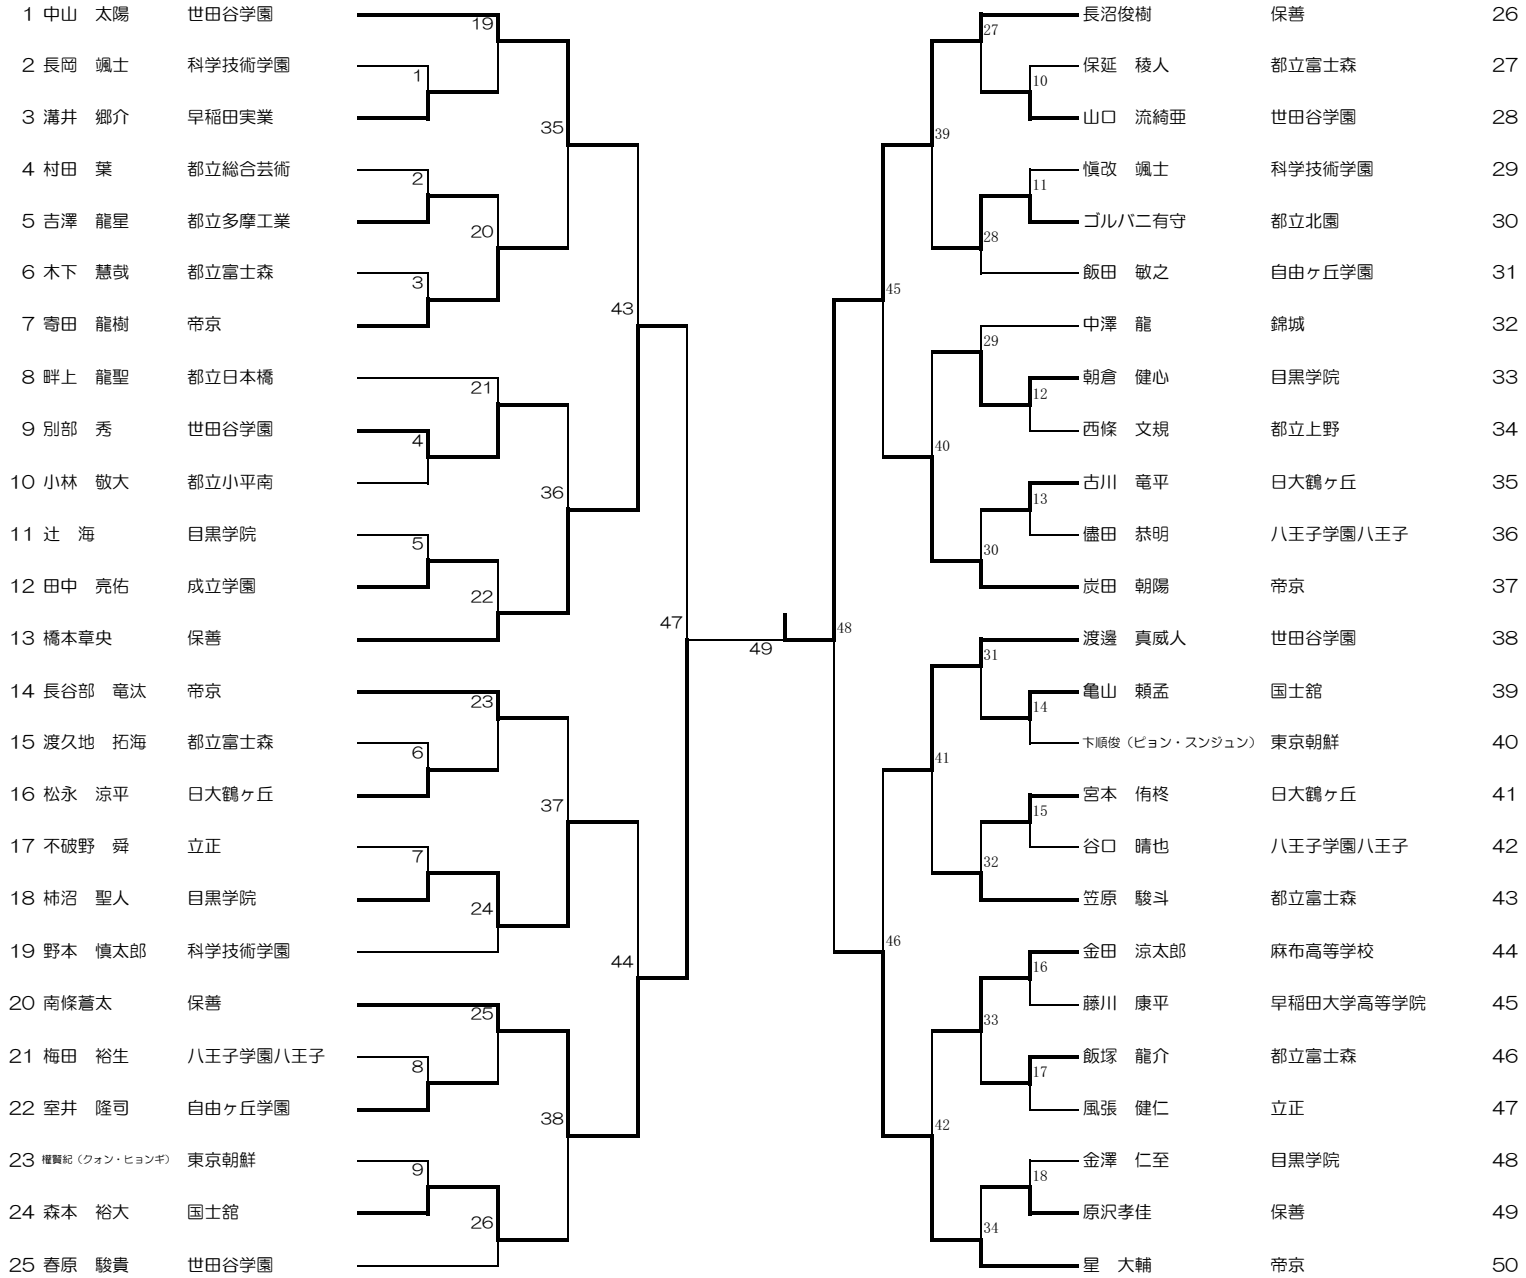 1 中山　太陽 世田谷学園
2 長岡　颯士 科学技術学園
3 溝井　郷介 早稲田実業
4 村田　葉 都立総合芸術
5 吉澤　龍星 都立多摩工業
6 木下　慧哉 都立富士森
7 寄田　龍樹 帝京
8 畔上　龍聖 都立日本橋
9 別部　秀 世田谷学園
10 小林　敬大 都立小平南
11 辻　海 目黒学院
12 田中　亮佑 成立学園
13 橋本章央 保善
14 長谷部　竜汰 帝京
15 渡久地　拓海 都立富士森
16 松永　涼平 日大鶴ヶ丘
17 不破野　舜 立正
18 柿沼　聖人 目黒学院
19 野本　慎太郎 科学技術学園
20 南條蒼太 保善
21 梅田　裕生 八王子学園八王子
22 室井　隆司 自由ヶ丘学園
23 權賢紀（クォン・ヒョンギ） 東京朝鮮
24 森本　裕大 国士舘
25 春原　駿貴 世田谷学園
19
1
2
20
3
21
4
5
22
23
6
7
24
25
8
9
26
35
36
37
38
43
44
47
49
48
45
46
39
40
41
42
27
10
11
28
29
12
13
30
31
14
15
32
16
33
17
18
34
長沼俊樹 保善 26
保延　稜人 都立富士森 27
山口　流綺亜 世田谷学園 28
愼改　颯士 科学技術学園 29
ゴルバニ有守 都立北園 30
飯田　敏之 自由ヶ丘学園 31
中澤　龍 錦城 32
朝倉　健心 目黒学院 33
西條　文規 都立上野 34
古川　竜平 日大鶴ヶ丘 35
儘田　恭明 八王子学園八王子 36
炭田　朝陽 帝京 37
渡邊　真威人 世田谷学園 38
亀山　頼孟 国士舘 39
卞順俊（ピョン・スンジュン） 東京朝鮮 40
宮本　侑柊 日大鶴ヶ丘 41
谷口　晴也 八王子学園八王子 42
笠原　駿斗 都立富士森 43
金田　涼太郎 麻布高等学校 44
藤川　康平 早稲田大学高等学院 45
飯塚　龍介 都立富士森 46
風張　健仁 立正 47
金澤　仁至 目黒学院 48
原沢孝佳 保善 49
星　大輔 帝京 50